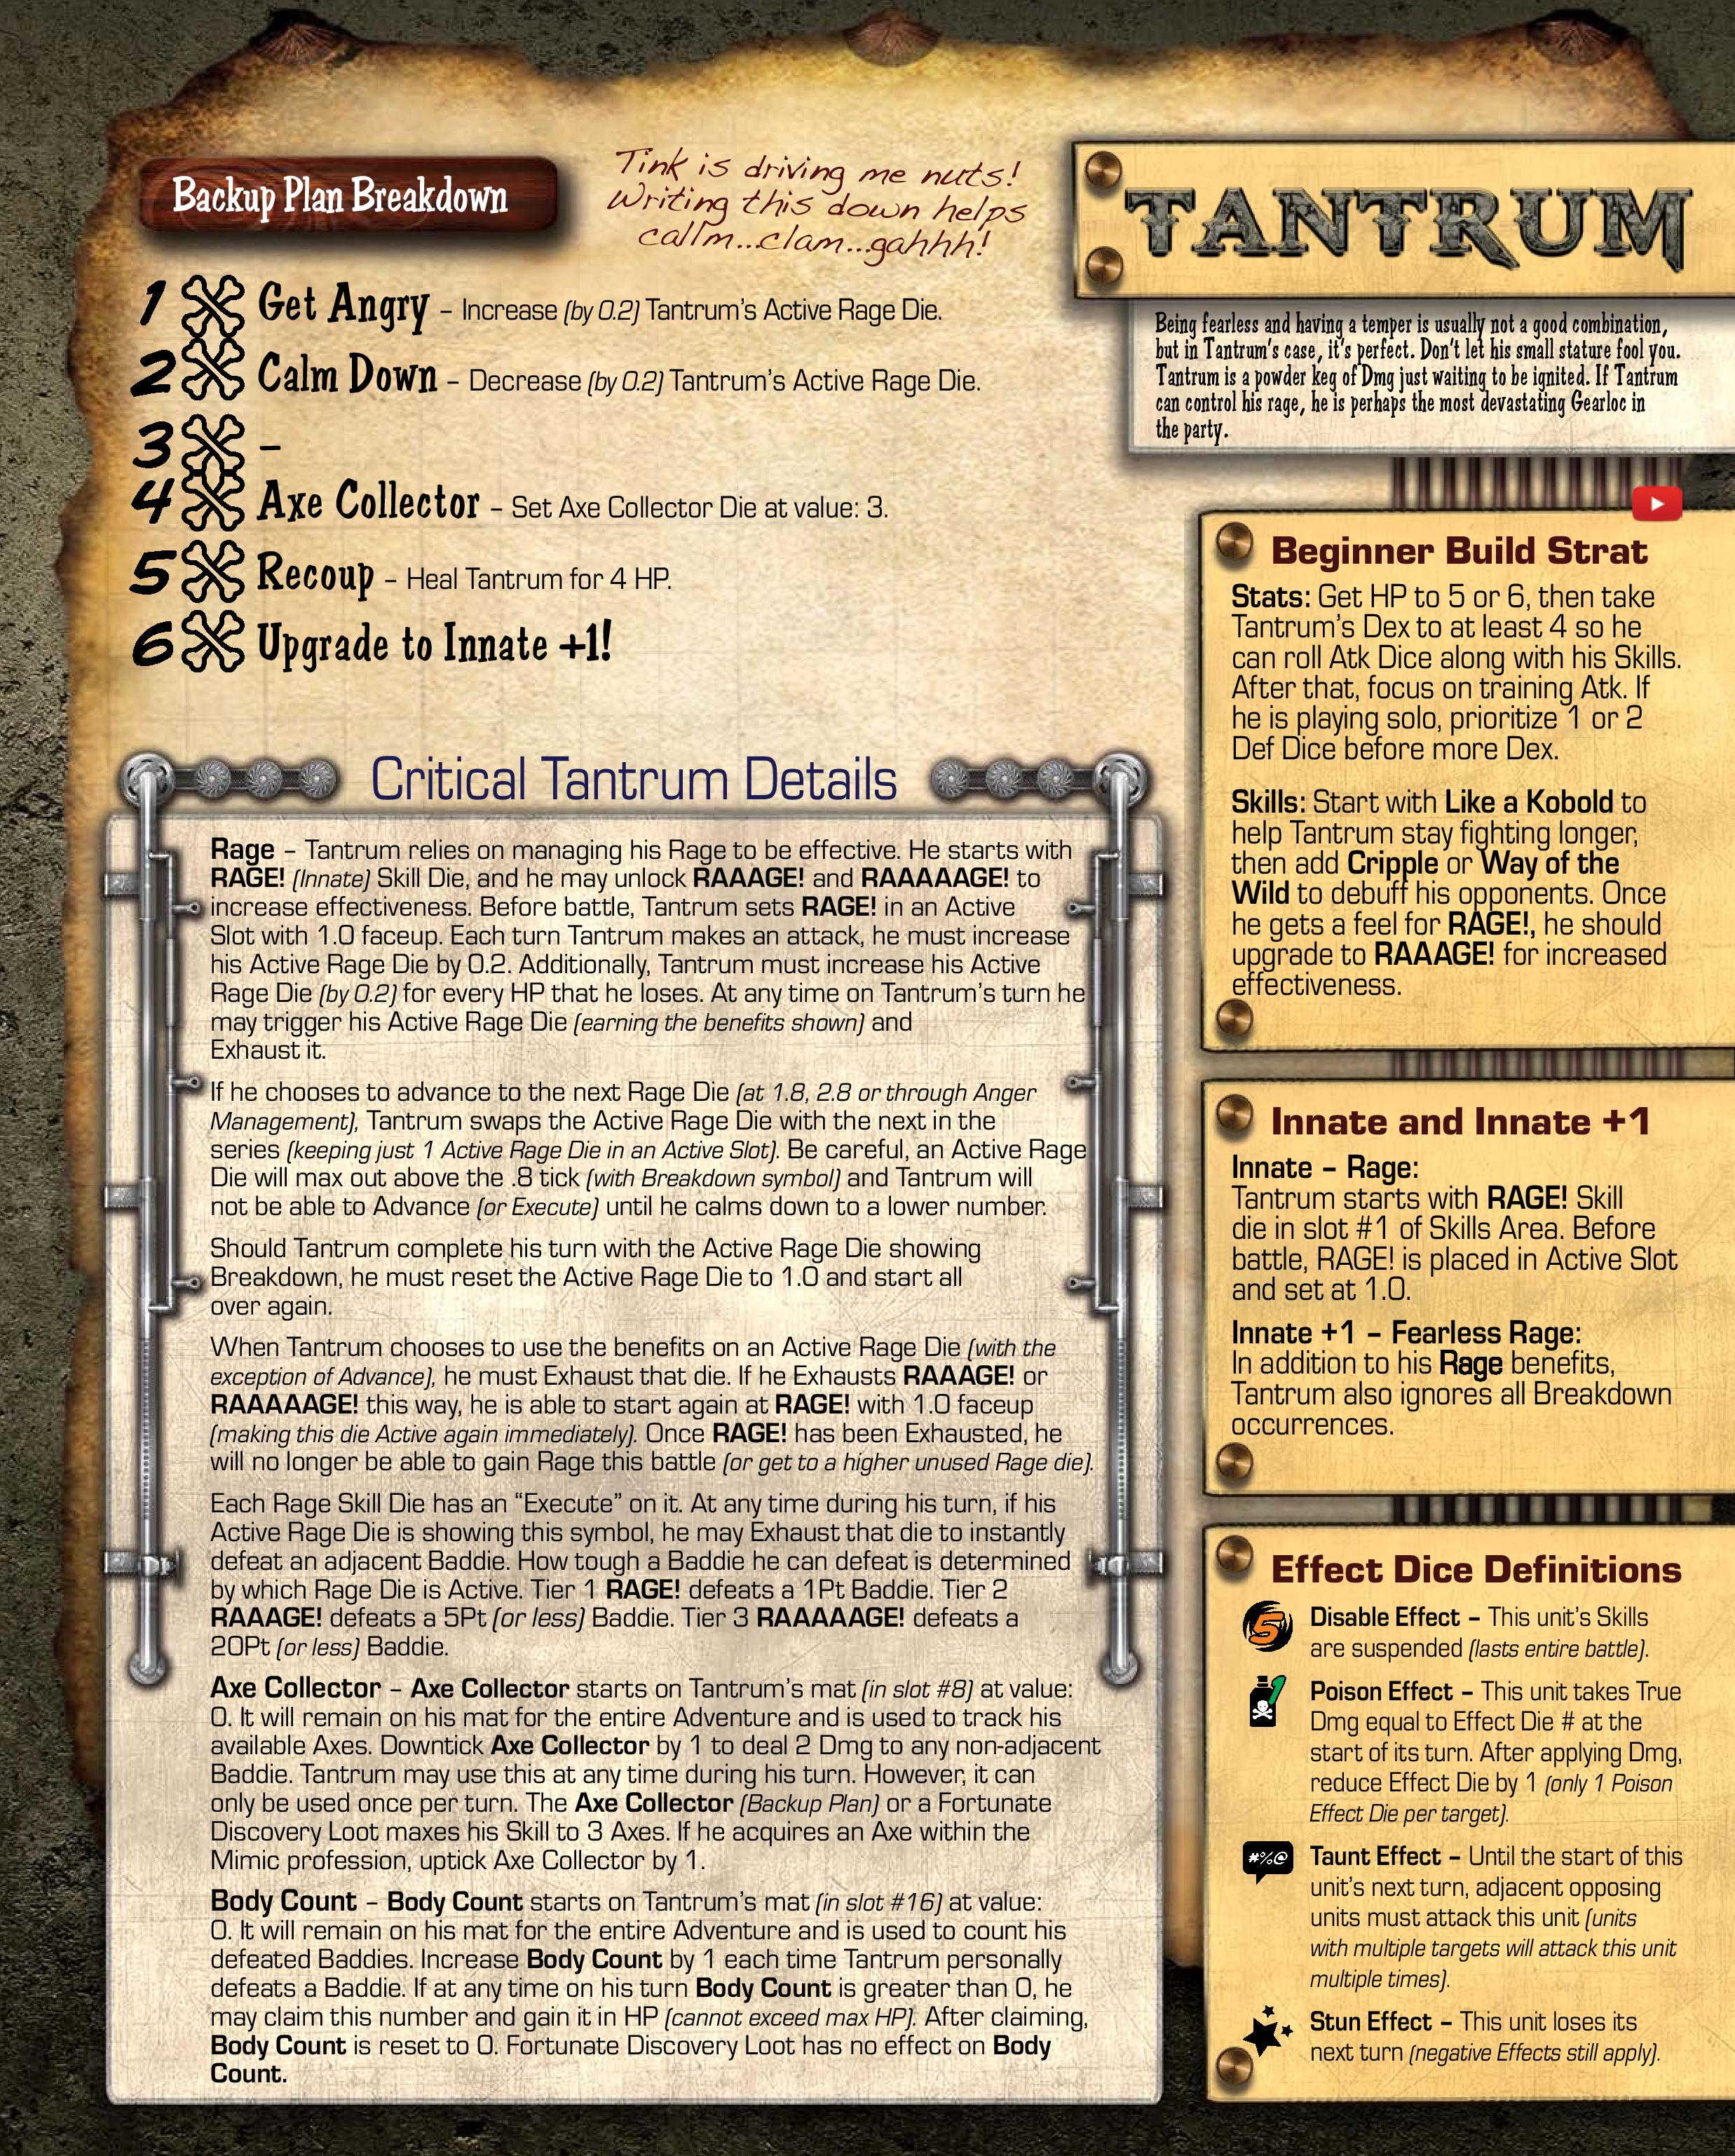 Backup Plan Breakdown
Tink is driving me nuts!
Writing this down helps
callm...clam...gahhh!
TANTRUM
Being fearless and having a temper is usually not a good combination,
but in Tantrum's case, it's perfect. Don't let his small stature fool you.
Tantrum is a powder keg of Dmg just waiting to be ignited. If Tantrum
can control his rage, he is perhaps the most devastating Gearloc in
the party.
1 Get Angry – Increase (by 0.2) Tantrum's Active Rage Die.
2 Calm Down – Decrease (by 0.2) Tantrum's Active Rage Die.
3 –
4 Axe Collector – Set Axe Collector Die at value: 3.
5 Recoup – Heal Tantrum for 4 HP.
6 Upgrade to Innate +1!
Critical Tantrum Details
Rage – Tantrum relies on managing his Rage to be effective. He starts with
RAGE! (Innate) Skill Die, and he may unlock RAAAGE! and RAAAAAGE! to
increase effectiveness. Before battle, Tantrum sets RAGE! in an Active
Slot with 1.0 faceup. Each turn Tantrum makes an attack, he must increase
his Active Rage Die by 0.2. Additionally, Tantrum must increase his Active
Rage Die (by 0.2) for every HP that he loses. At any time on Tantrum's turn he
may trigger his Active Rage Die (earning the benefits shown) and
Exhaust it.
If he chooses to advance to the next Rage Die (at 1.8, 2.8 or through Anger
Management), Tantrum swaps the Active Rage Die with the next in the
series (keeping just 1 Active Rage Die in an Active Slot). Be careful, an Active Rage
Die will max out above the .8 tick (with Breakdown symbol) and Tantrum will
not be able to Advance (or Execute) until he calms down to a lower number.
Should Tantrum complete his turn with the Active Rage Die showing
Breakdown, he must reset the Active Rage Die to 1.0 and start all
over again.
When Tantrum chooses to use the benefits on an Active Rage Die (with the
exception of Advance), he must Exhaust that die. If he Exhausts RAAAGE! or
RAAAAAGE! this way, he is able to start again at RAGE! with 1.0 faceup
(making this die Active again immediately). Once RAGE! has been Exhausted, he
will no longer be able to gain Rage this battle (or get to a higher unused Rage die).
Each Rage Skill Die has an “Execute” on it. At any time during his turn, if his
Active Rage Die is showing this symbol, he may Exhaust that die to instantly
defeat an adjacent Baddie. How tough a Baddie he can defeat is determined
by which Rage Die is Active. Tier 1 RAGE! defeats a 1Pt Baddie. Tier 2
RAAAGE! defeats a 5Pt (or less) Baddie. Tier 3 RAAAAAGE! defeats a
20Pt (or less) Baddie.
Axe Collector – Axe Collector starts on Tantrum's mat (in slot #8) at value:
0. It will remain on his mat for the entire Adventure and is used to track his
available Axes. Downtick Axe Collector by 1 to deal 2 Dmg to any non-adjacent
Baddie. Tantrum may use this at any time during his turn. However, it can
only be used once per turn. The Axe Collector (Backup Plan) or a Fortunate
Discovery Loot maxes his Skill to 3 Axes. If he acquires an Axe within the
Mimic profession, uptick Axe Collector by 1.
Body Count – Body Count starts on Tantrum's mat (in slot #16) at value:
0. It will remain on his mat for the entire Adventure and is used to count his
defeated Baddies. Increase Body Count by 1 each time Tantrum personally
defeats a Baddie. If at any time on his turn Body Count is greater than 0, he
may claim this number and gain it in HP (cannot exceed max HP). After claiming,
Body Count is reset to 0. Fortunate Discovery Loot has no effect on Body
Count.
Beginner Build Strat
Stats: Get HP to 5 or 6, then take
Tantrum's Dex to at least 4 so he
can roll Atk Dice along with his Skills.
After that, focus on training Atk. If
he is playing solo, prioritize 1 or 2
Def Dice before more Dex.
Skills: Start with Like a Kobold to
help Tantrum stay fighting longer,
then add Cripple or Way of the
Wild to debuff his opponents. Once
he gets a feel for RAGE!, he should
upgrade to RAAAGE! for increased
effectiveness.
Innate and Innate +1
Innate – Rage:
Tantrum starts with RAGE! Skill
die in slot #1 of Skills Area. Before
battle, RAGE! is placed in Active Slot
and set at 1.0.
Innate +1 – Fearless Rage:
In addition to his Rage benefits,
Tantrum also ignores all Breakdown
occurrences.
Effect Dice Definitions
5
Disable Effect – This unit's Skills
are suspended (lasts entire battle).
1
Poison Effect – This unit takes True
Dmg equal to Effect Die # at the
start of its turn. After applying Dmg,
reduce Effect Die by 1 (only 1 Poison
Effect Die per target).
#%@
Taunt Effect – Until the start of this
unit's next turn, adjacent opposing
units must attack this unit (units
with multiple targets will attack this unit
multiple times).
Stun Effect – This unit loses its
next turn (negative Effects still apply).